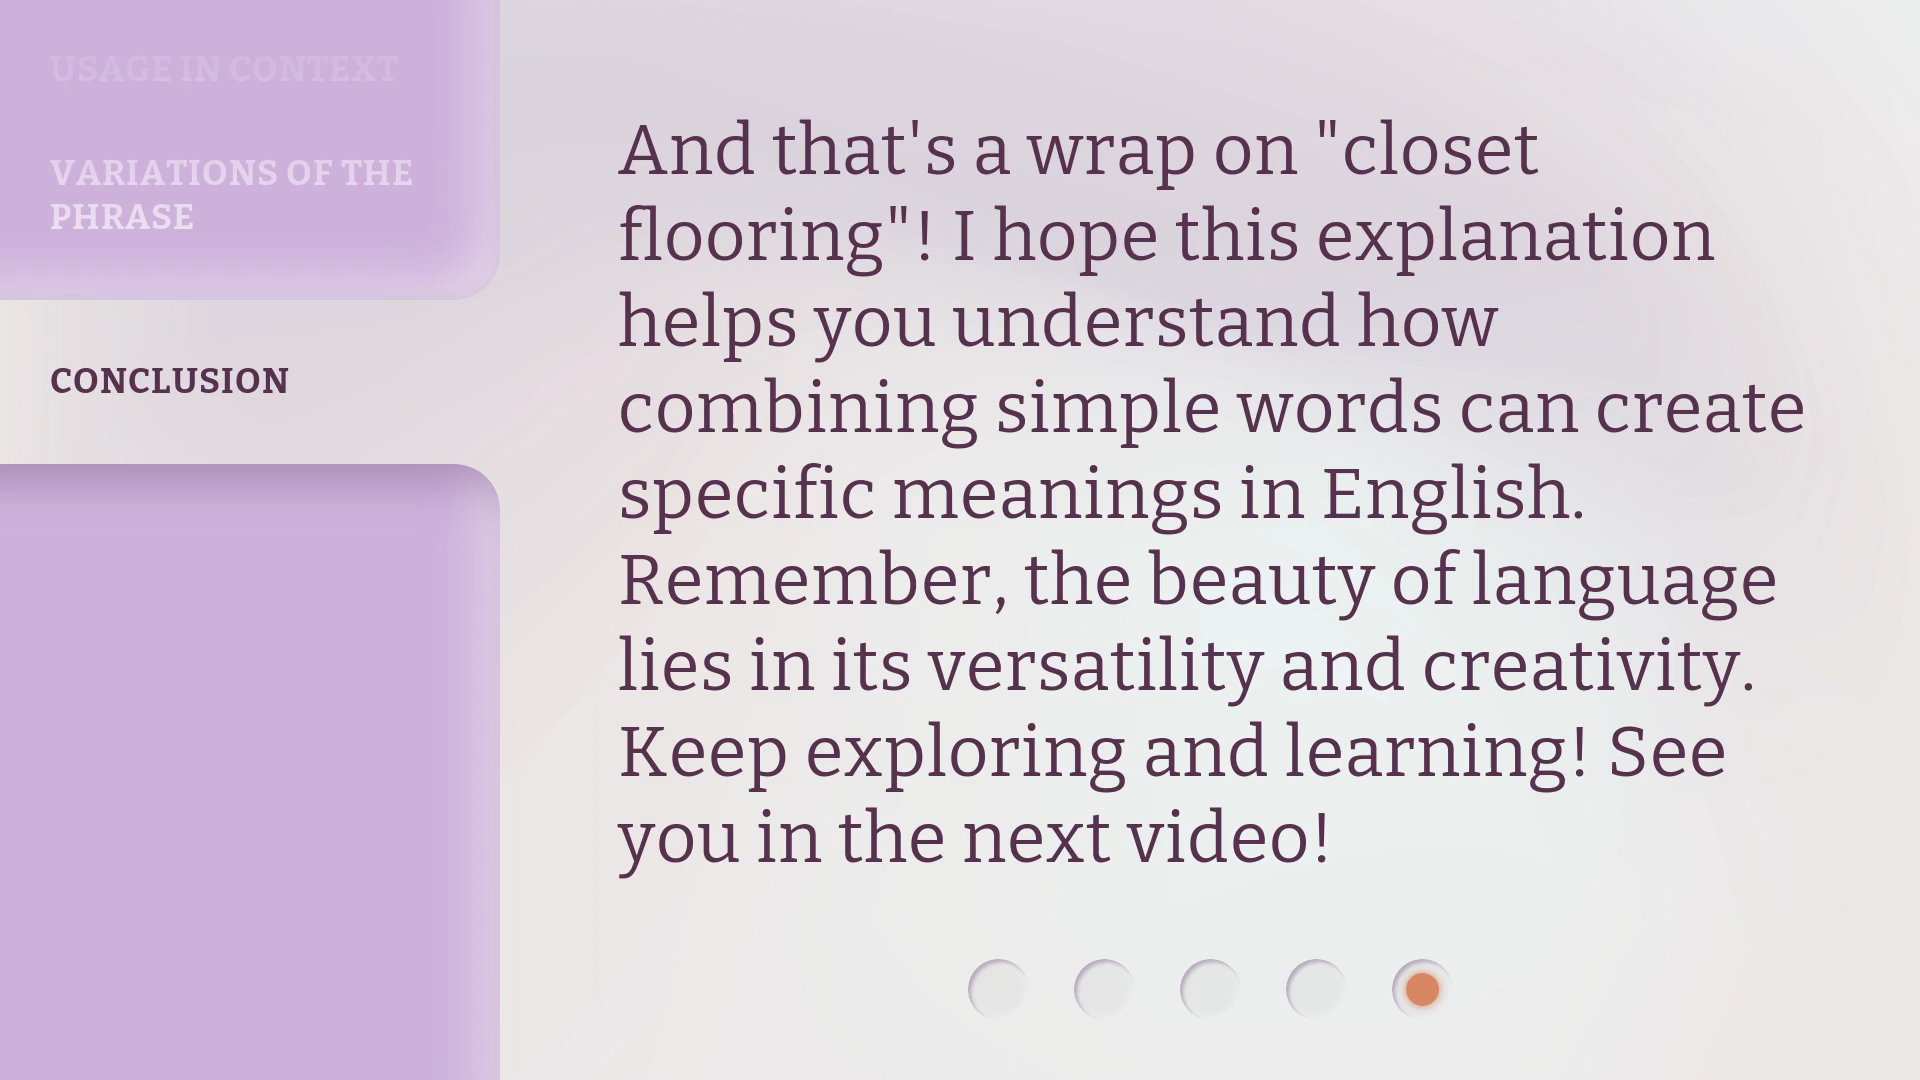 USAGE IN CONTEXT
VARIATIONS OF THE
PHRASE
CONCLUSION
And that's a wrap on "closet
flooring"! I hope this explanation
helps you understand how
combining simple words can create
specific meanings in English.
Remember, the beauty of language
lies in its versatility and creativity.
Keep exploring and learning! See
you in the next video!